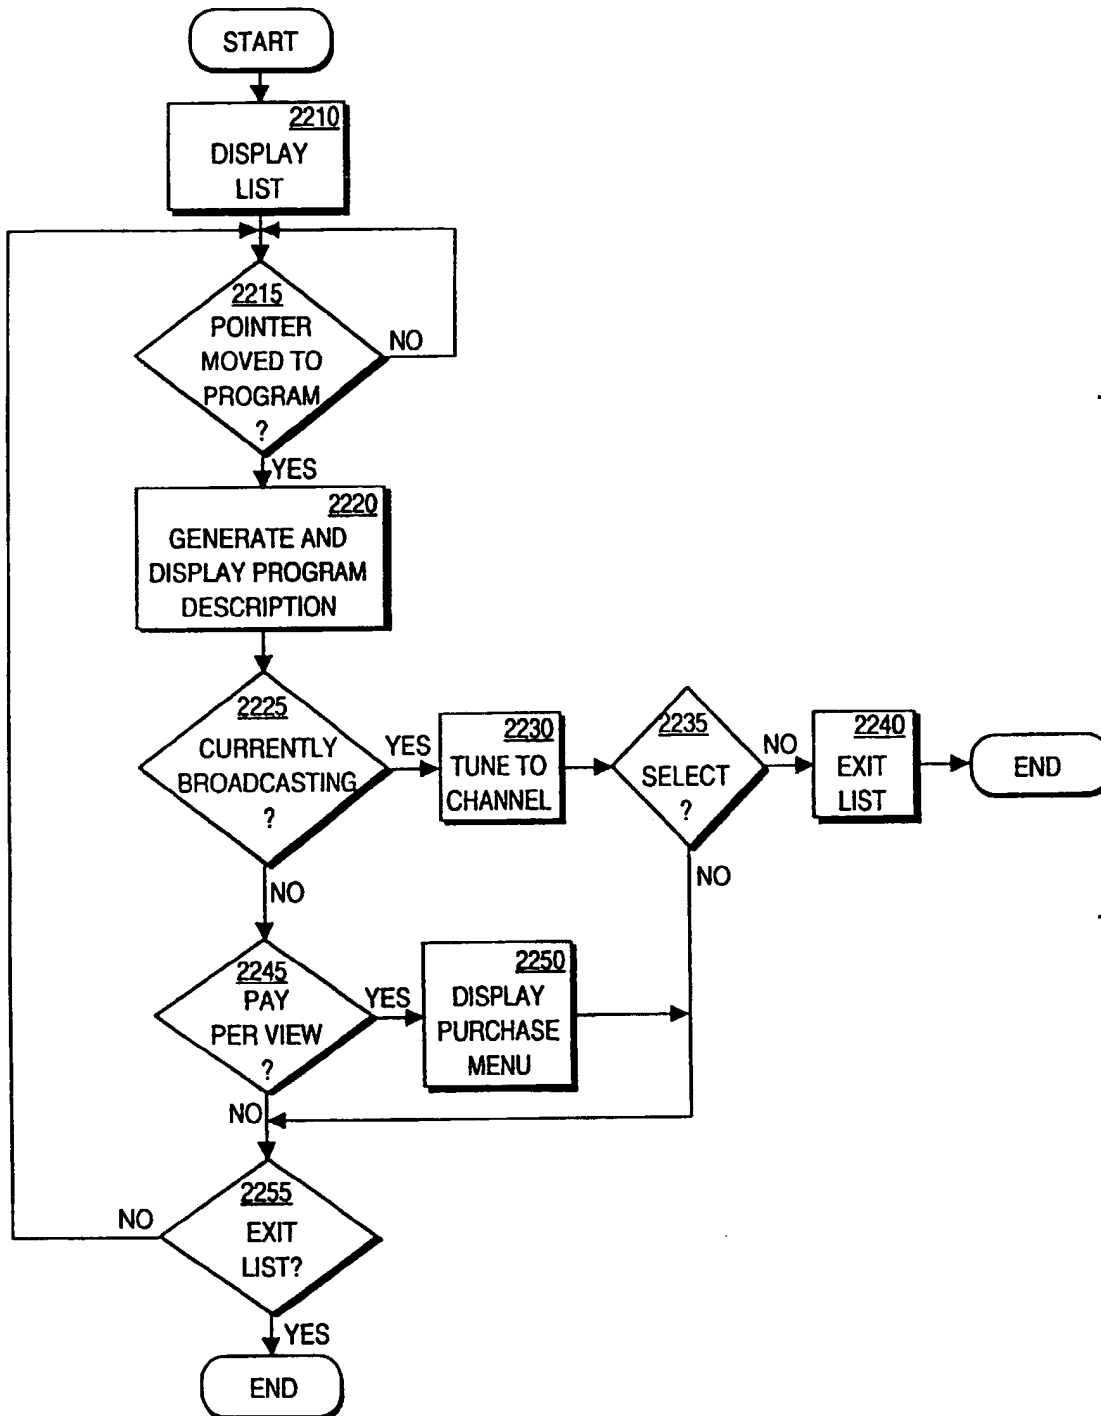 START
2210
DISPLAY
LIST
2215
POINTER
MOVED TO
PROGRAM
?
NO
YES
2220
GENERATE AND
DISPLAY PROGRAM
DESCRIPTION
2225
CURRENTLY
BROADCASTING
?
YES
2230
TUNE TO
CHANNEL
2235
SELECT
?
NO
2240
EXIT
LIST
END
NO
NO
2245
PAY
PER VIEW
?
YES
2250
DISPLAY
PURCHASE
MENU
NO
2255
EXIT
LIST?
NO
YES
END